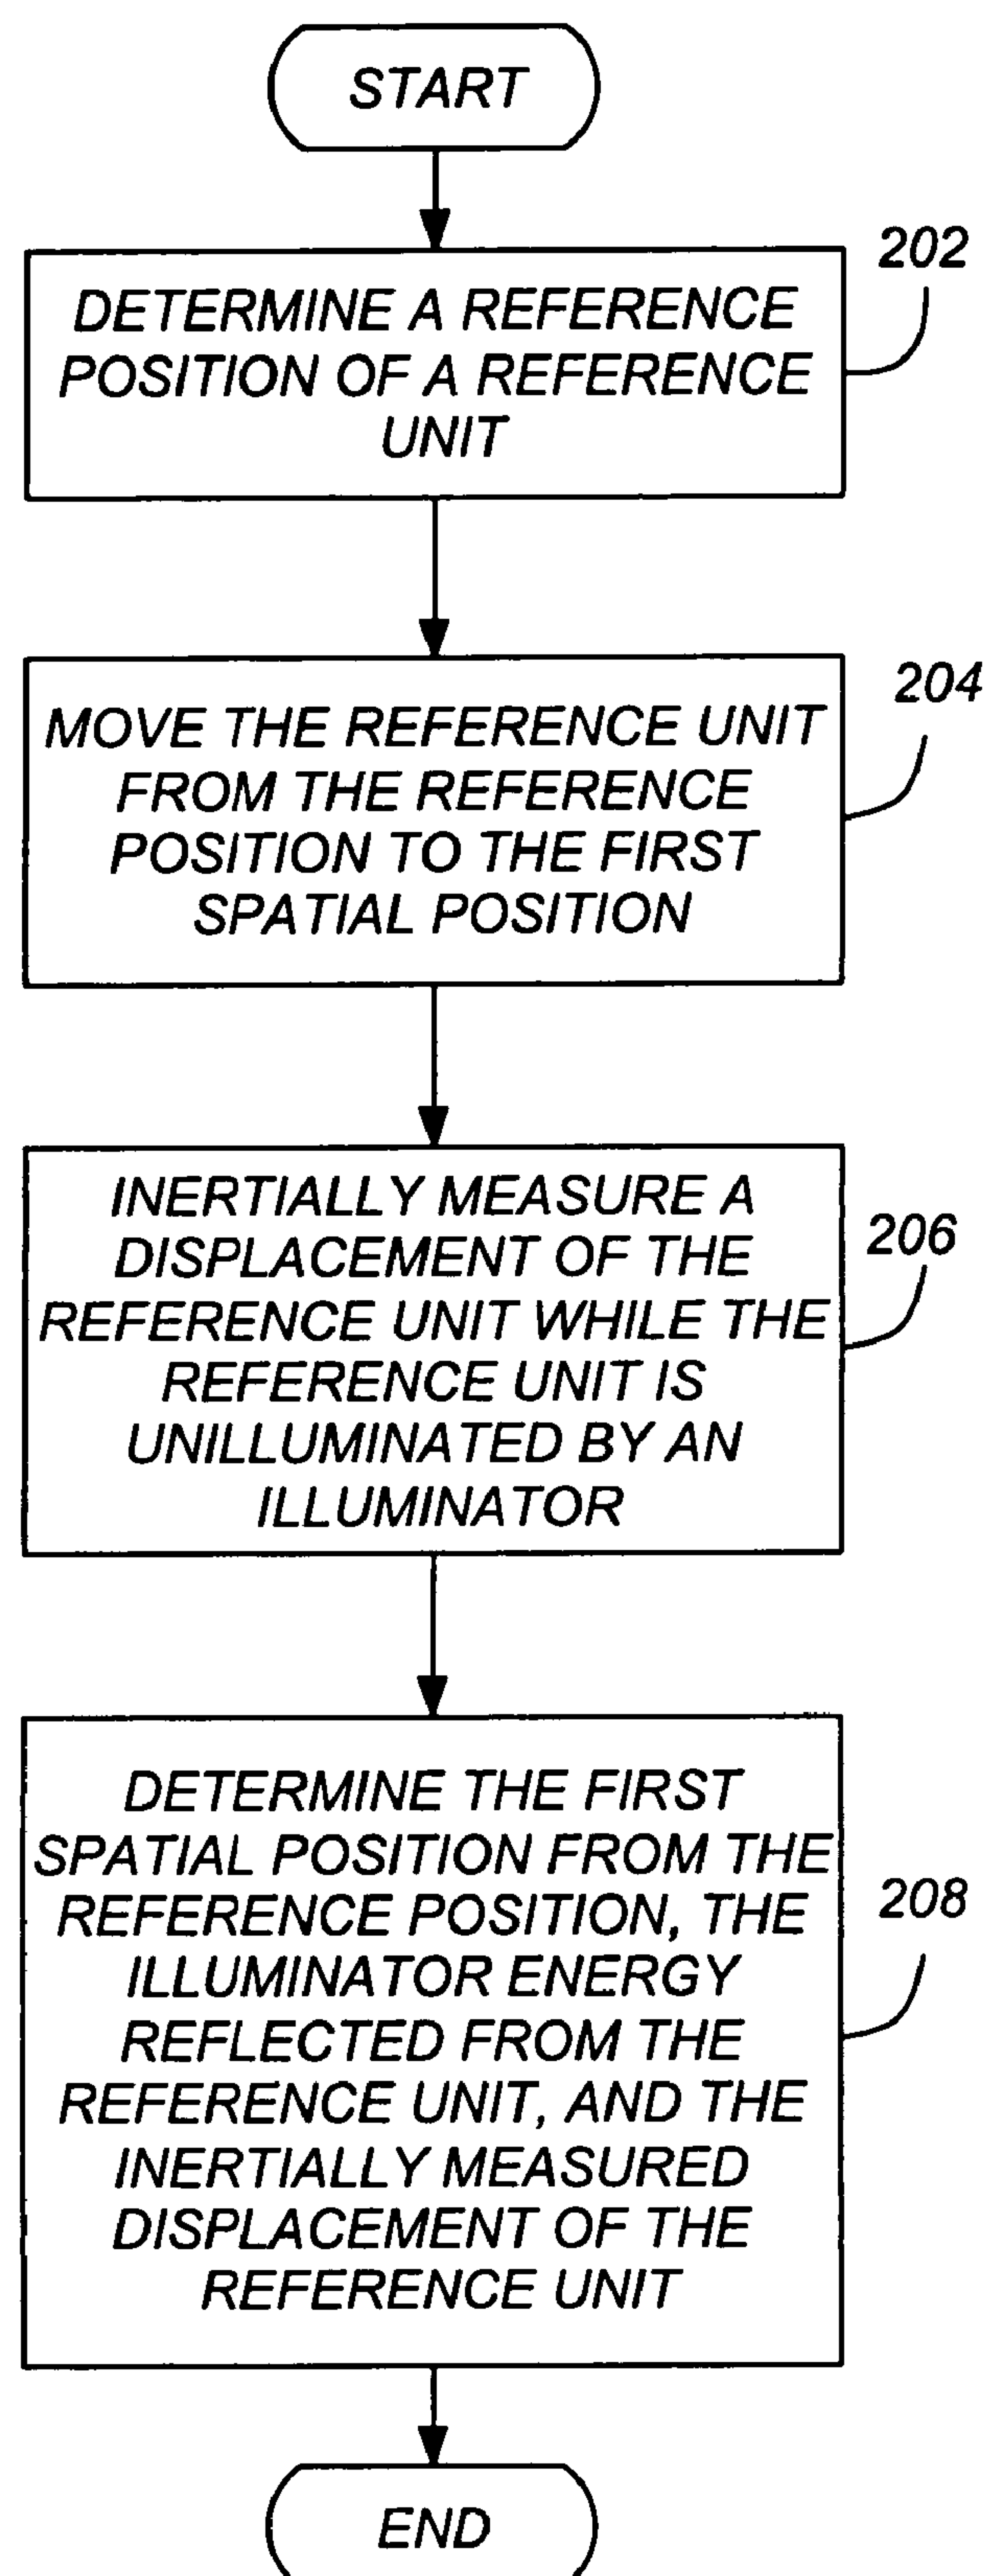 START
202
DETERMINE A REFERENCE
POSITION OF A REFERENCE
UNIT
204
MOVE THE REFERENCE UNIT
FROM THE REFERENCE
POSITION TO THE FIRST
SPATIAL POSITION
206
INERTIALLY MEASURE A
DISPLACEMENT OF THE
REFERENCE UNIT WHILE THE
REFERENCE UNIT IS
UNILLUMINATED BY AN
ILLUMINATOR
208
DETERMINE THE FIRST
SPATIAL POSITION FROM THE
REFERENCE POSITION, THE
ILLUMINATOR ENERGY
REFLECTED FROM THE
REFERENCE UNIT, AND THE
INERTIALLY MEASURED
DISPLACEMENT OF THE
REFERENCE UNIT
END